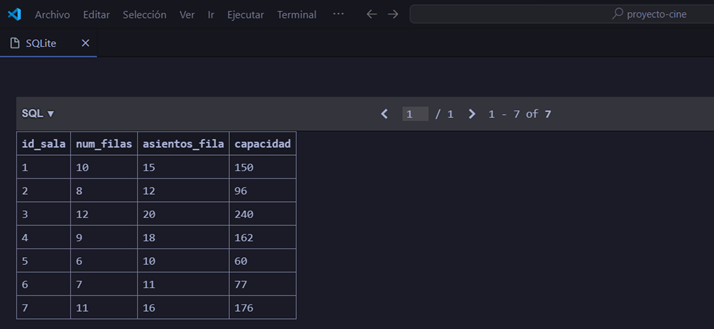 Archivo Editar Selección Ver Ir Ejecutar Terminal ··· proyecto-cine
SQLite
SQL ▼ 1 / 1 1 - 7 of 7
id_sala num_filas asientos_fila capacidad
1 10 15 150
2 8 12 96
3 12 20 240
4 9 18 162
5 6 10 60
6 7 11 77
7 11 16 176